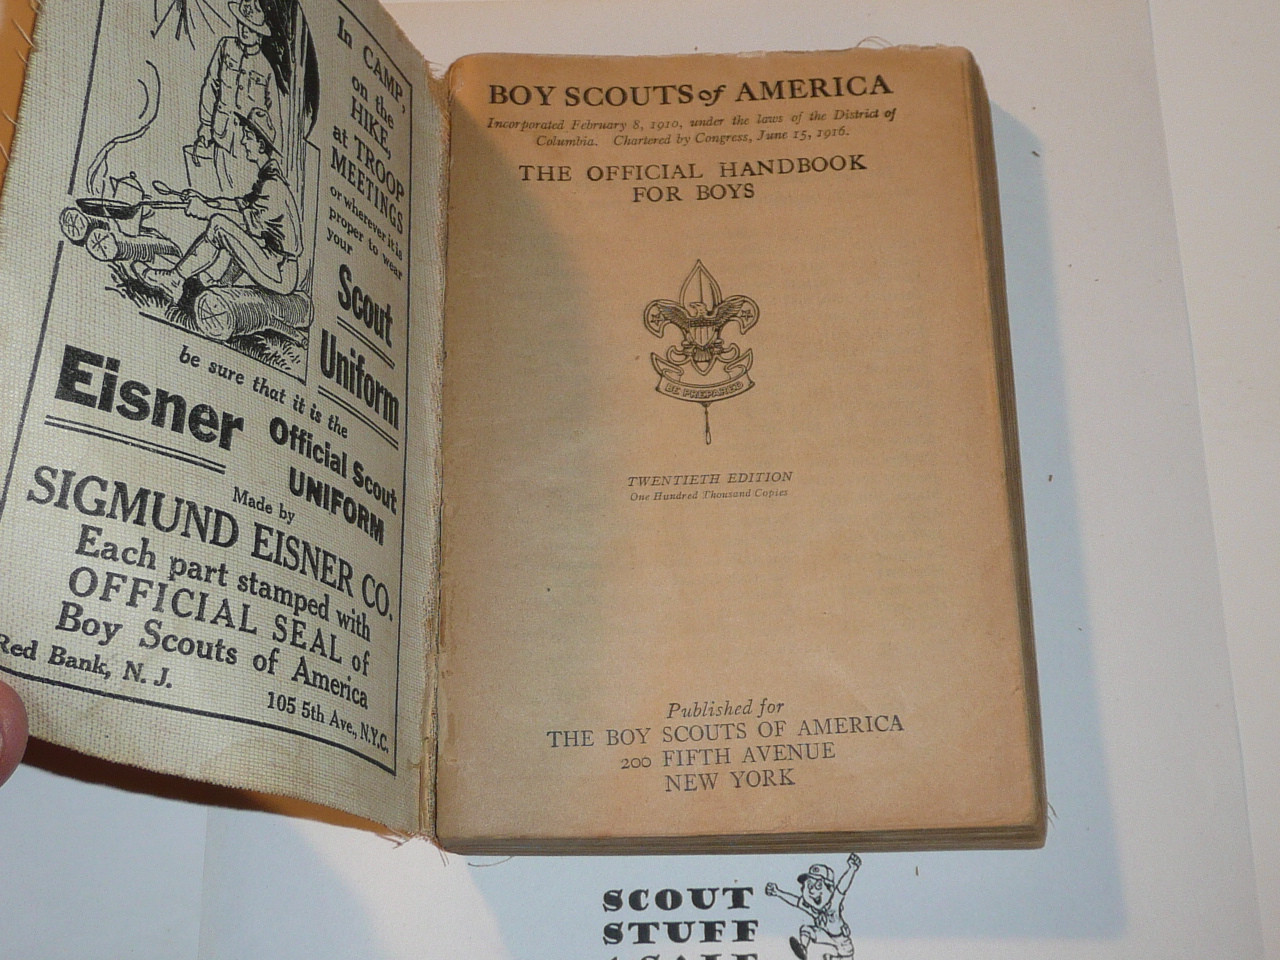 In CAMP,
on the
HIKE,
at TROOP
MEETINGS
or wherever it is
proper to wear
your
Scout
Uniform
be sure that it is the
Eisner
Official Scout
UNIFORM
Made by
SIGMUND EISNER CO.
Each part stamped with
OFFICIAL SEAL of
Boy Scouts of America
Red Bank, N. J.
105 5th Ave., N.Y.C.
BOY SCOUTS of AMERICA
Incorporated February 8, 1910, under the laws of the District of
Columbia. Chartered by Congress, June 15, 1916.
THE OFFICIAL HANDBOOK
FOR BOYS
BE PREPARED
TWENTIETH EDITION
One Hundred Thousand Copies
Published for
THE BOY SCOUTS OF AMERICA
200 FIFTH AVENUE
NEW YORK
SCOUT
STUFF
4 SALE